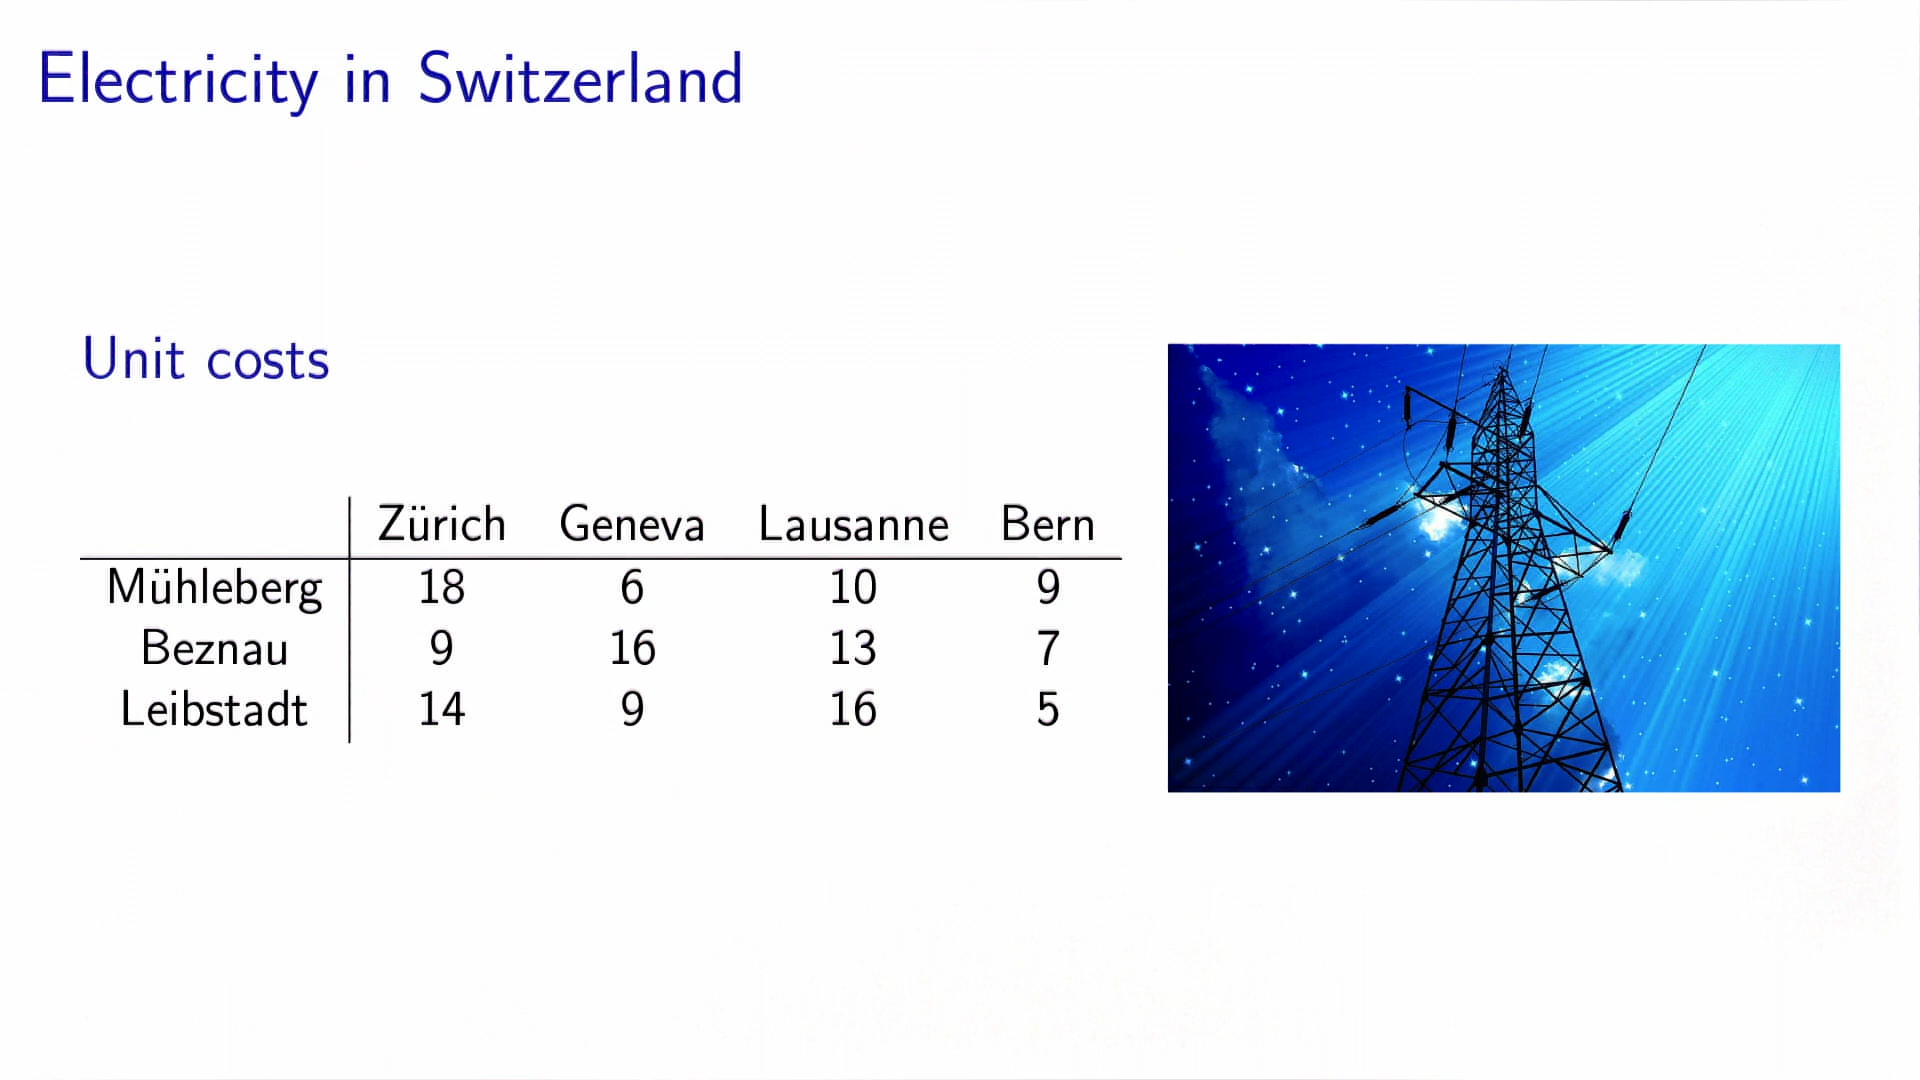 Electricity in Switzerland
Unit costs
Zürich Geneva Lausanne Bern
Mühleberg 18 6 10 9
Beznau 9 16 13 7
Leibstadt 14 9 16 5